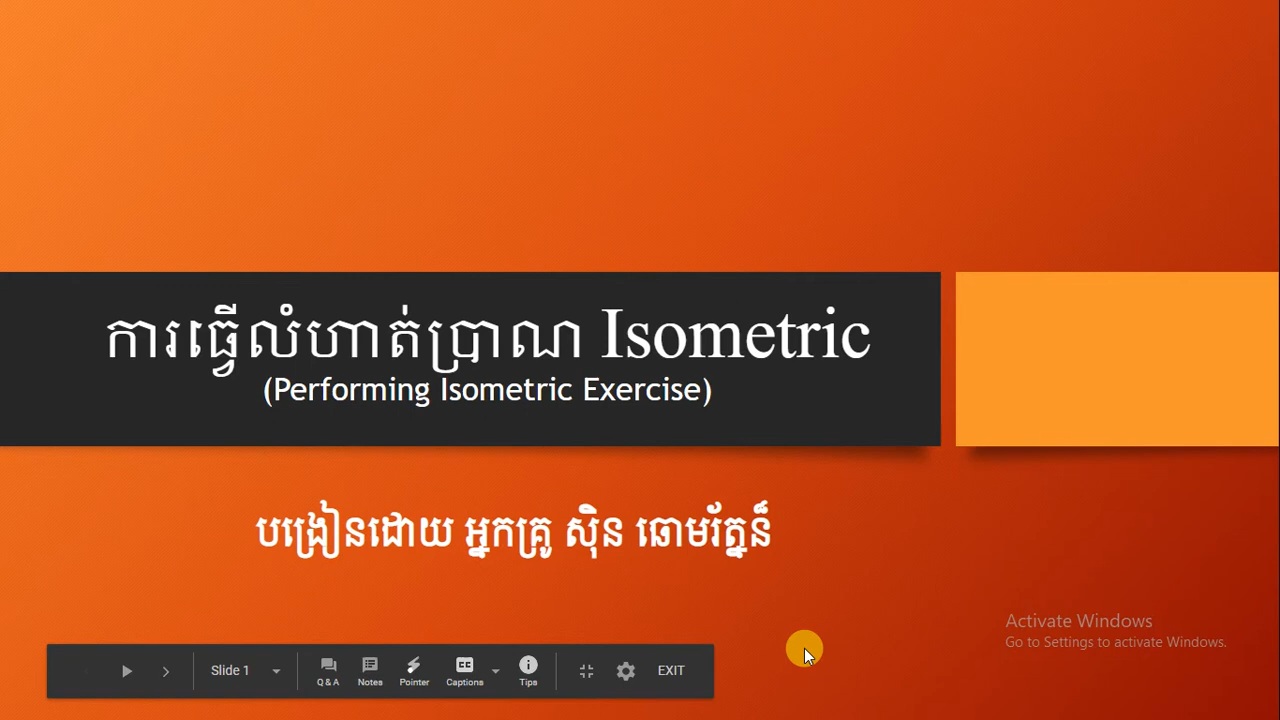 ការធ្វើលំហាត់ប្រាណ Isometric
(Performing Isometric Exercise)
បង្រៀនដោយ អ្នកគ្រូ ស៊ិន ឆោមរ័ត្នន៏
Activate Windows
Go to Settings to activate Windows.
Slide 1
Q & A
Notes
Pointer
CC
Captions
Tips
EXIT